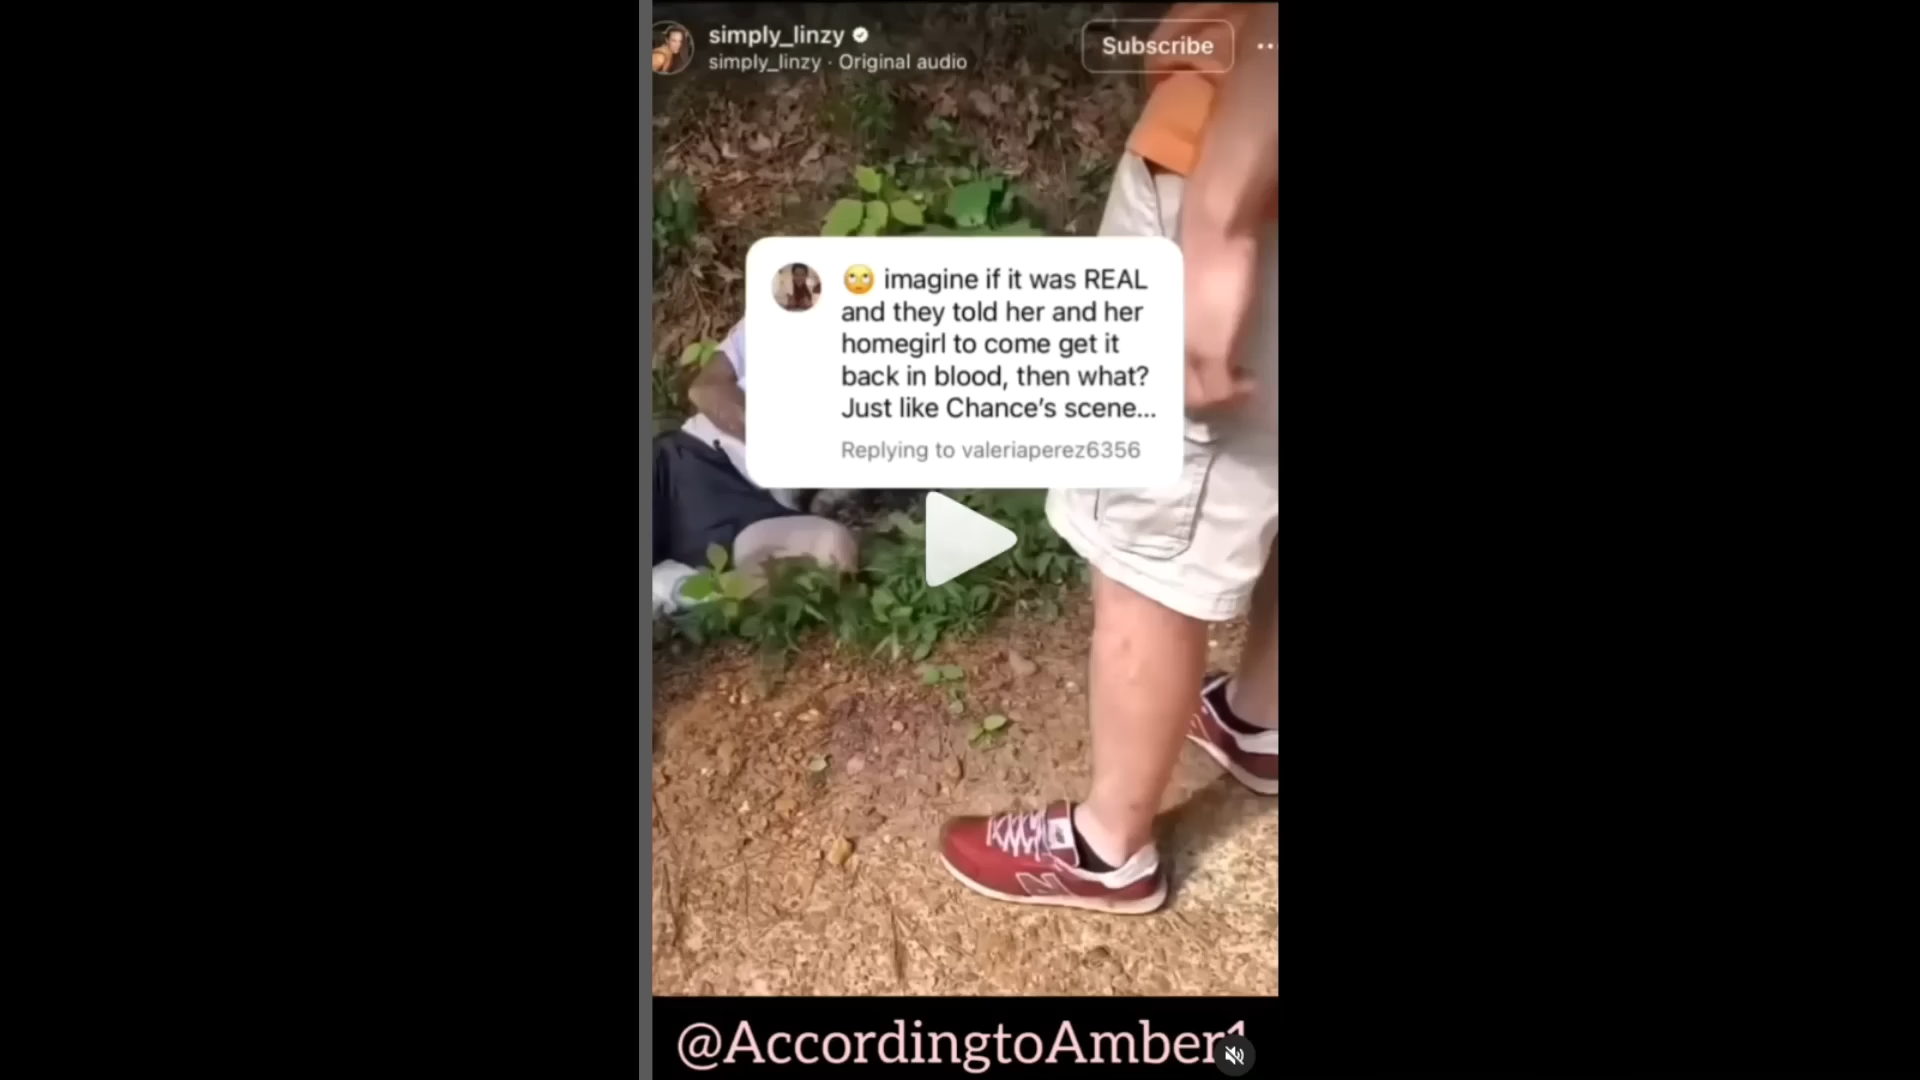 simply_linzy
simply_linzy · Original audio
Subscribe
🙄 imagine if it was REAL
and they told her and her
homegirl to come get it
back in blood, then what?
Just like Chance’s scene...
Replying to valeriaperez6356
N
@AccordingtoAmber1